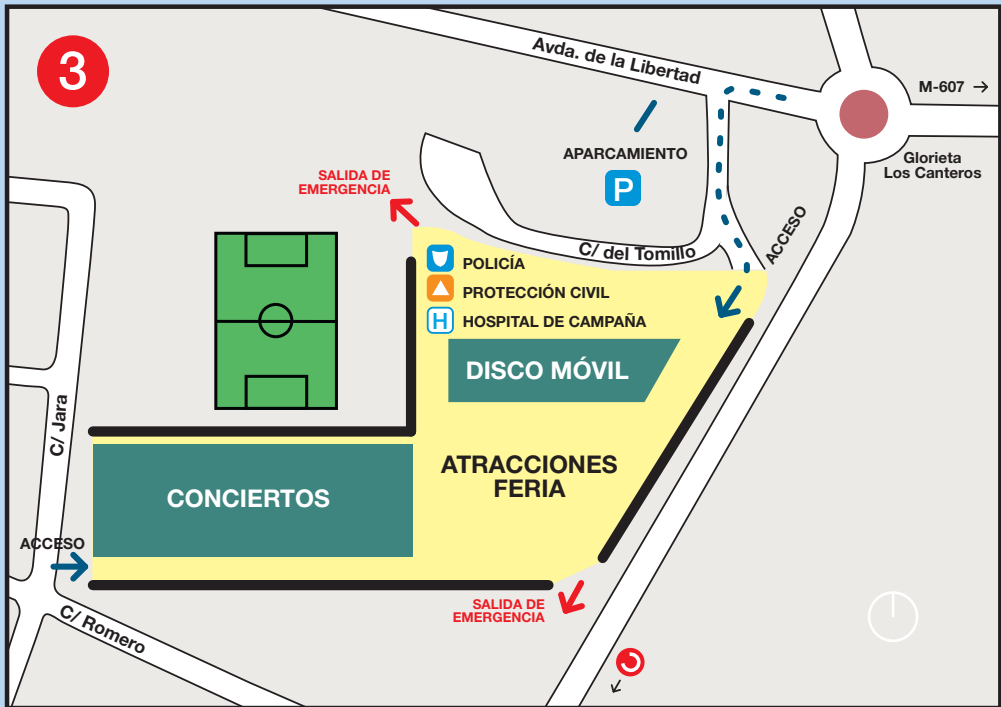 3
Avda. de la Libertad
M-607
Glorieta
Los Canteros
APARCAMIENTO
P
SALIDA DE
EMERGENCIA
C/ del Tomillo
ACCESO
POLICÍA
PROTECCIÓN CIVIL
H HOSPITAL DE CAMPAÑA
DISCO MÓVIL
C/ Jara
ATRACCIONES
FERIA
CONCIERTOS
ACCESO
SALIDA DE
EMERGENCIA
C/ Romero